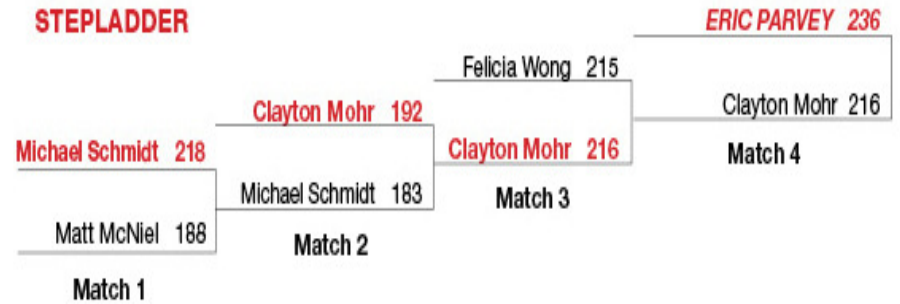 STEPLADDER
Michael Schmidt 218
Matt McNiel 188
Match 1
Clayton Mohr 192
Michael Schmidt 183
Match 2
Felicia Wong 215
Clayton Mohr 216
Match 3
ERIC PARVEY 236
Clayton Mohr 216
Match 4